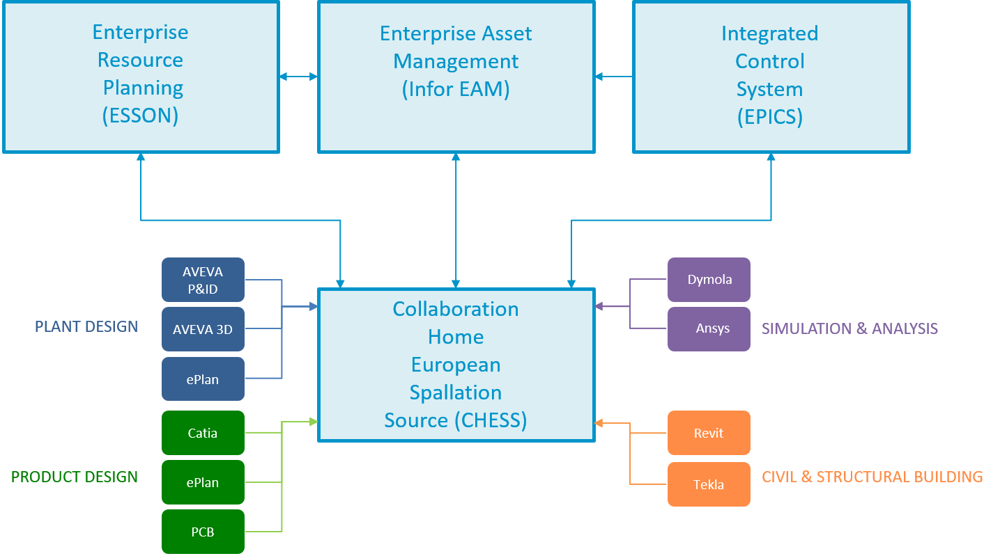 Enterprise
Resource
Planning
(ESSON)
Enterprise Asset
Management
(Infor EAM)
Integrated
Control
System
(EPICS)
AVEVA
P&ID
AVEVA 3D
ePlan
PLANT DESIGN
Catia
ePlan
PCB
PRODUCT DESIGN
Collaboration
Home
European
Spallation
Source (CHESS)
Dymola
Ansys
SIMULATION & ANALYSIS
Revit
Tekla
CIVIL & STRUCTURAL BUILDING